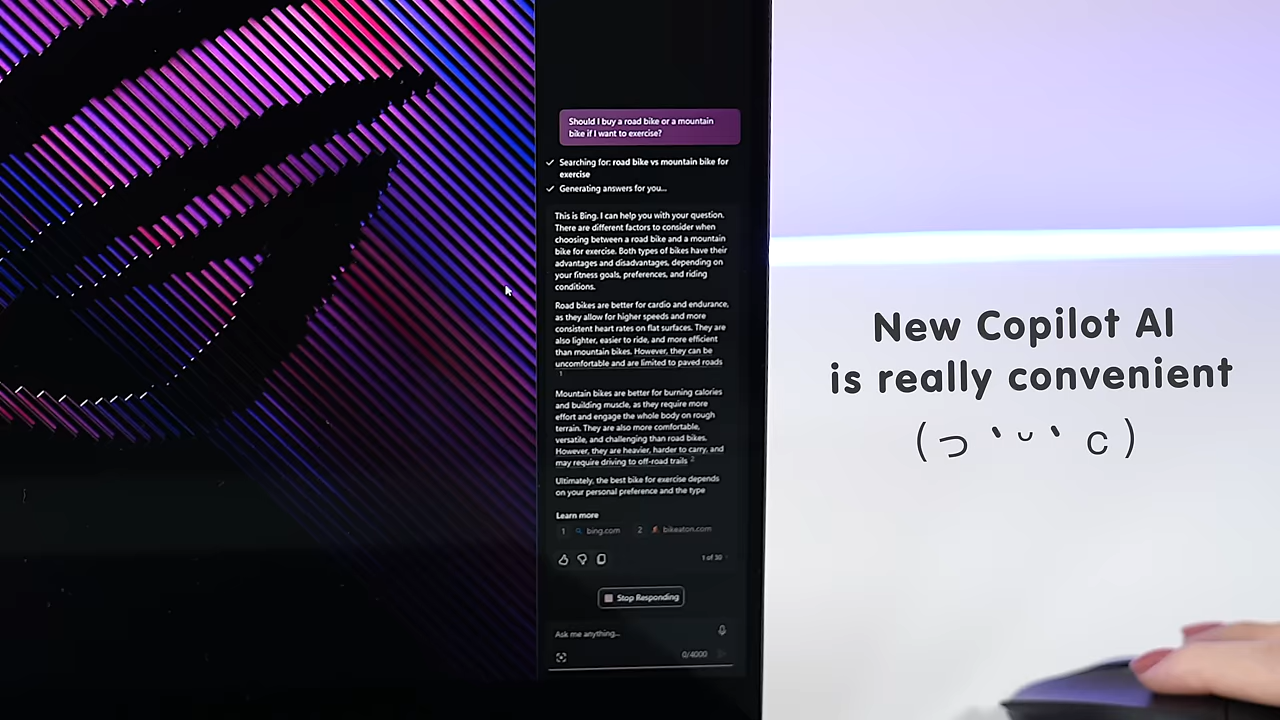 Should I buy a road bike or a mountain
bike if I want to exercise?
Searching for: road bike vs mountain bike for
exercise
Generating answers for you...
This is Bing. I can help you with your question.
There are different factors to consider when
choosing between a road bike and a mountain
bike for exercise. Both types of bikes have their
advantages and disadvantages, depending on
your fitness goals, preferences, and riding
conditions.
Road bikes are better for cardio and endurance,
as they allow for higher speeds and more
consistent heart rates on flat surfaces. They are
also lighter, easier to ride, and more efficient
than mountain bikes. However, they can be
uncomfortable and are limited to paved roads
1
Mountain bikes are better for burning calories
and building muscle, as they require more
effort and engage the whole body on rough
terrain. They are also more comfortable,
versatile, and challenging than road bikes.
However, they are heavier, harder to carry, and
may require driving to off-road trails 2
Ultimately, the best bike for exercise depends
on your personal preference and the type
Learn more
1 bing.com 2 bikeaton.com
1 of 30
Stop Responding
Ask me anything...
0/4000
New Copilot AI
is really convenient
(っ ‵ᵕ‵ c)